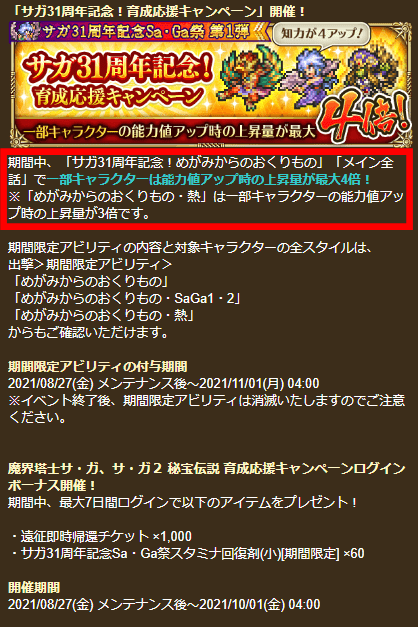 「サガ31周年記念！育成応援キャンペーン」開催！
サガ31周年記念Sa・Ga祭 第1弾
知力が4アップ！
サガ31周年記念！
育成応援キャンペーン
一部キャラクターの能力値アップ時の上昇量が最大
4倍!
期間中、「サガ31周年記念！めがみからのおくりもの」「メイン全
話」で一部キャラクターは能力値アップ時の上昇量が最大4倍！
※「めがみからのおくりもの・熱」は一部キャラクターの能力値アッ
プ時の上昇量が3倍です。
期間限定アビリティの内容と対象キャラクターの全スタイルは、
出撃＞期間限定アビリティ＞
「めがみからのおくりもの」
「めがみからのおくりもの・SaGa1・2」
「めがみからのおくりもの・熱」
からもご確認いただけます。
期間限定アビリティの付与期間
2021/08/27(金) メンテナンス後～2021/11/01(月) 04:00
※イベント終了後、期間限定アビリティは消滅いたしますのでご注意
ください。
魔界塔士サ・ガ、サ・ガ２ 秘宝伝説 育成応援キャンペーンログイン
ボーナス開催！
期間中、最大7日間ログインで以下のアイテムをプレゼント！
・遠征即時帰還チケット ×1,000
・サガ31周年記念Sa・Ga祭スタミナ回復剤(小)[期間限定] ×60
開催期間
2021/08/27(金) メンテナンス後～2021/10/01(金) 04:00